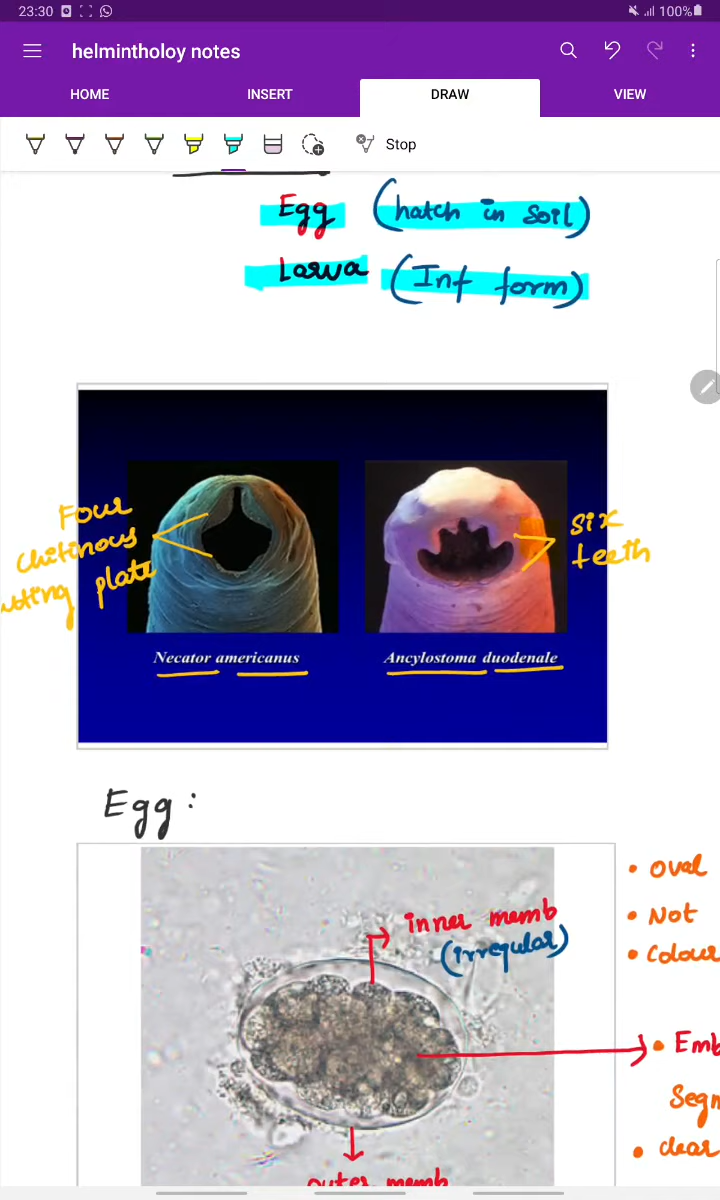 23:30
100%
helmintholoy notes
HOME INSERT DRAW VIEW
Stop
Egg (hatch in soil)
Larva (Inf form)
Four
chitinous
utting plate
six
teeth
Necator americanus
Ancylostoma duodenale
Egg :
inner memb
(irregular)
outer memb
• oval
• Not
• Colour
• Emb
Segm
• clear